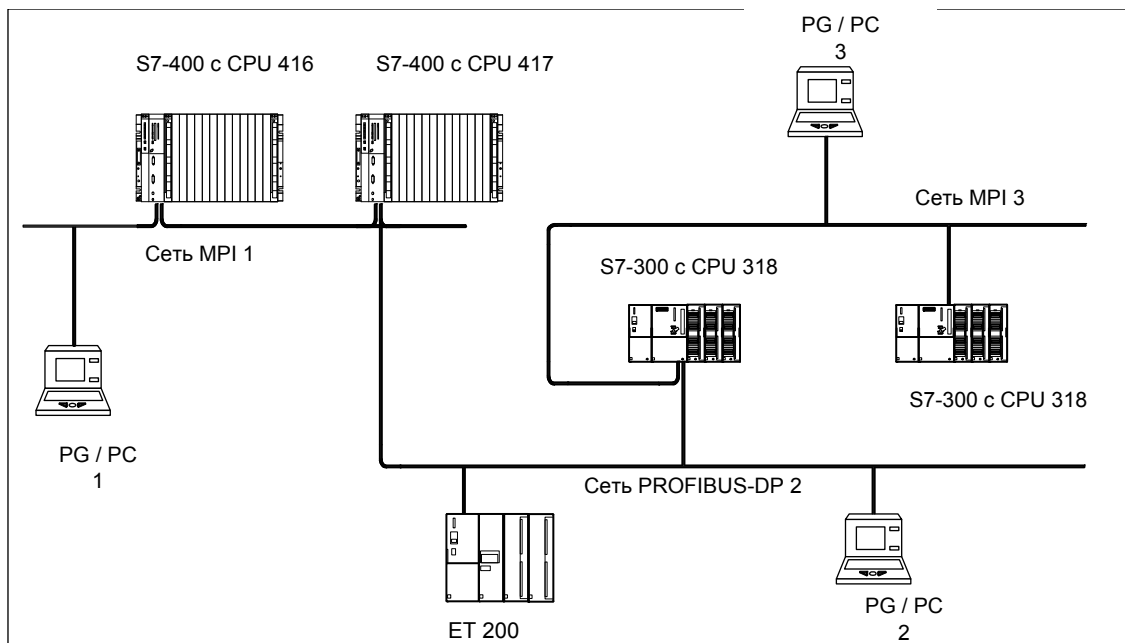 PG / PC
3
S7-400 с CPU 416
S7-400 с CPU 417
Сеть MPI 3
Сеть MPI 1
S7-300 с CPU 318
S7-300 с CPU 318
PG / PC
1
Сеть PROFIBUS-DP 2
PG / PC
2
ET 200